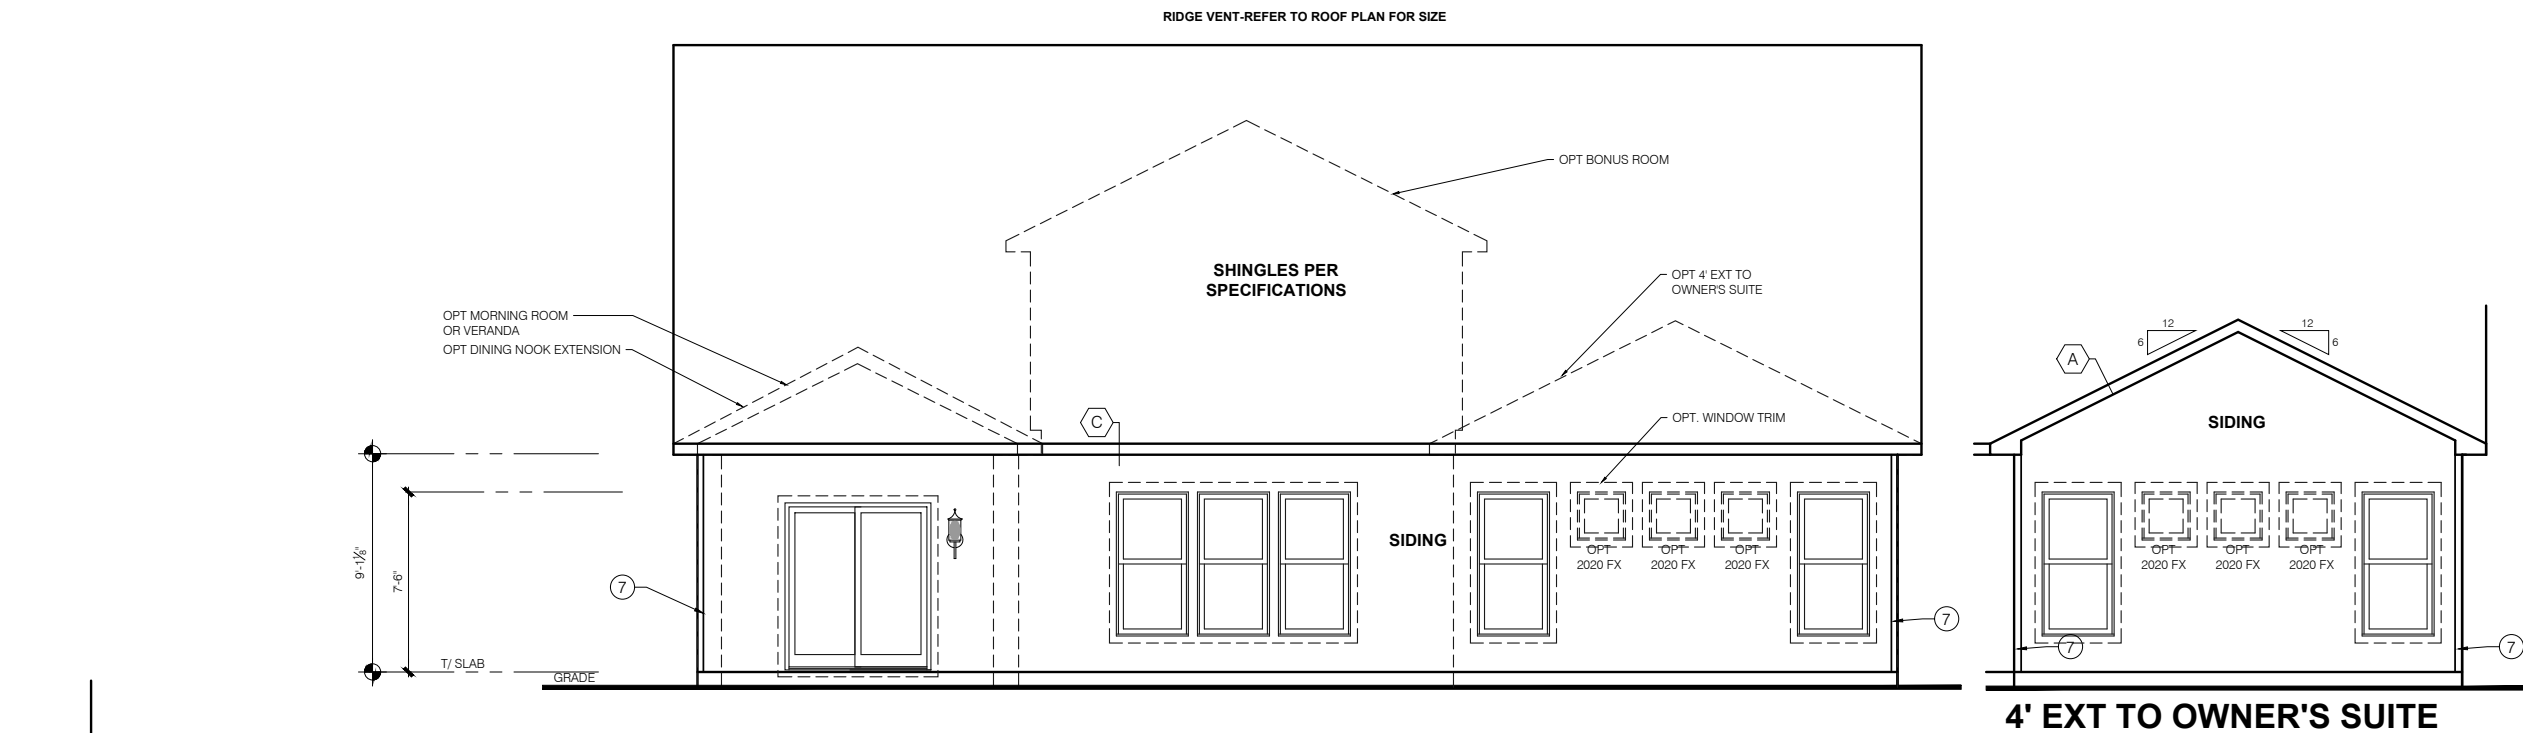 RIDGE VENT-REFER TO ROOF PLAN FOR SIZE
OPT BONUS ROOM
SHINGLES PER
SPECIFICATIONS
OPT 4' EXT TO
OWNER'S SUITE
OPT MORNING ROOM
OR VERANDA
OPT DINING NOOK EXTENSION
C
OPT. WINDOW TRIM
12
6
12
6
A
SIDING
9'-1⅛"
7'-6"
SIDING
OPT
2020 FX
OPT
2020 FX
OPT
2020 FX
OPT
2020 FX
OPT
2020 FX
OPT
2020 FX
7
7
7
7
T/ SLAB
GRADE
4' EXT TO OWNER'S SUITE